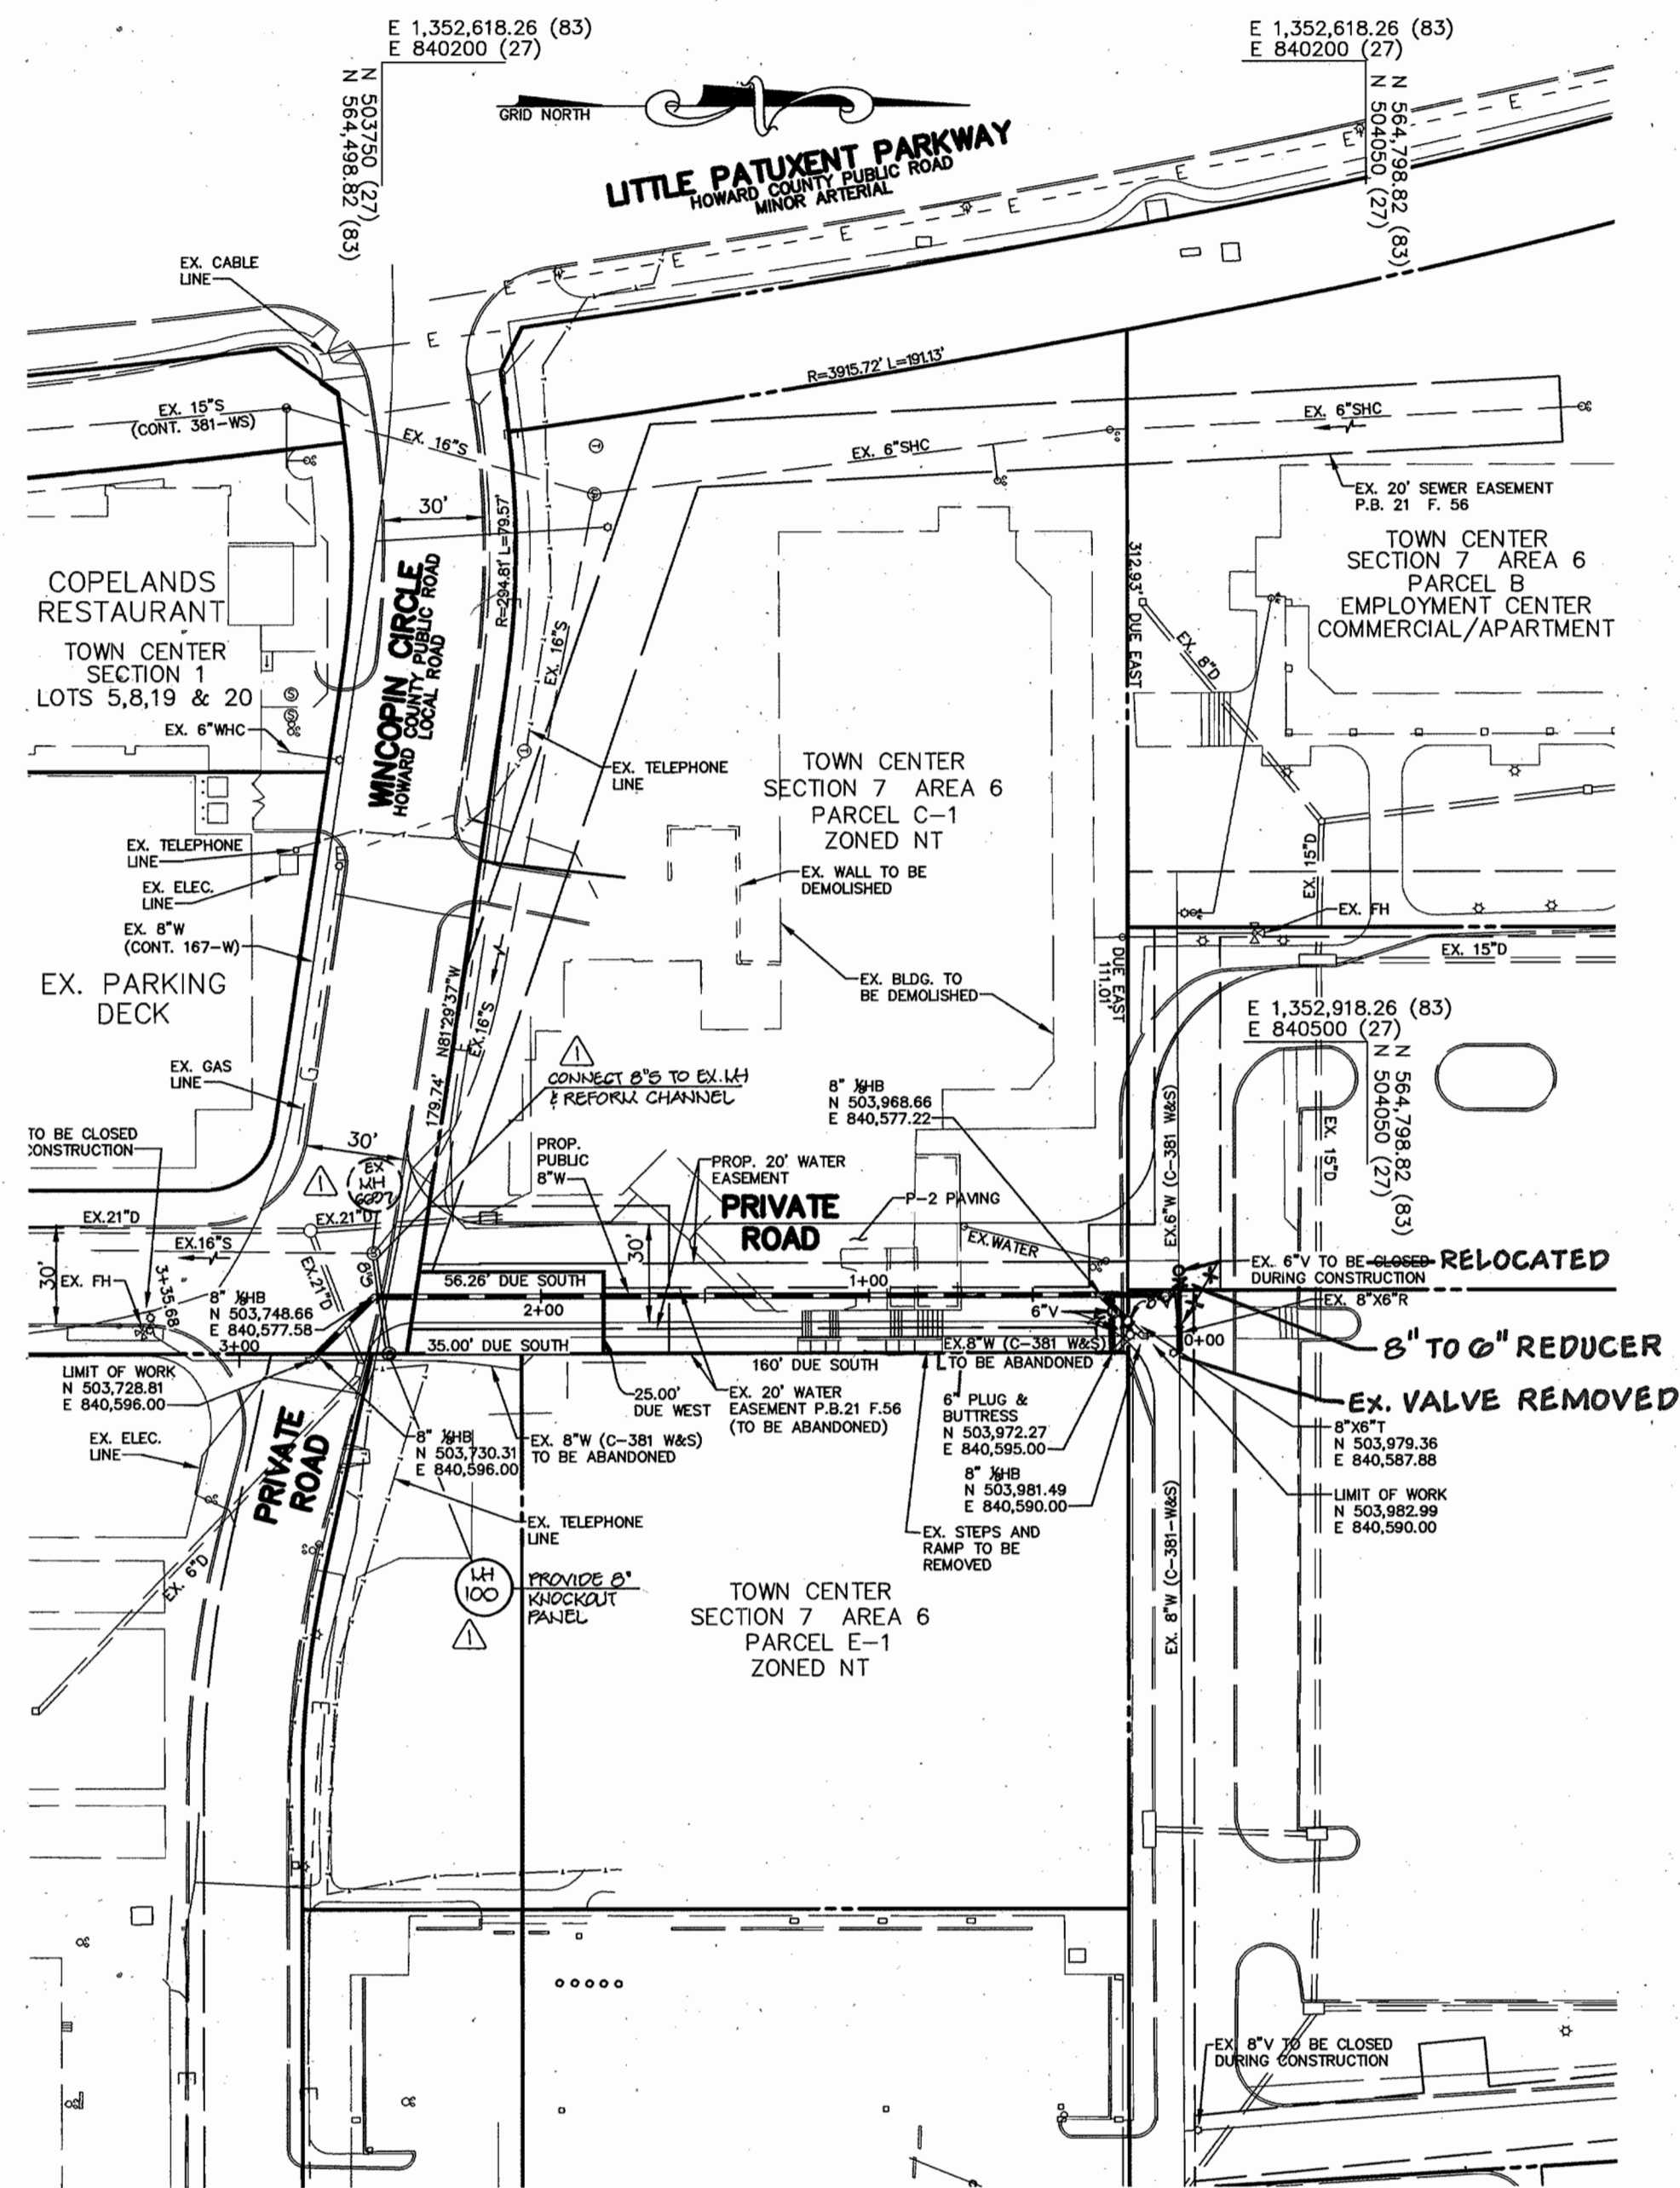 E 1,352,618.26 (83)
E 840200 (27)
N 503750 (27)
N 564,498.82 (83)
E 1,352,618.26 (83)
E 840200 (27)
N 564,798.82 (83)
N 504050 (27)
GRID NORTH
LITTLE PATUXENT PARKWAY
HOWARD COUNTY PUBLIC ROAD
MINOR ARTERIAL
E
E
E
E
E
E
E
E
EX. CABLE
LINE
R=3915.72' L=191.13'
EX. 15"S
(CONT. 381-WS)
EX. 16"S
EX. 6"SHC
EX. 6"SHC
EX. 20' SEWER EASEMENT
P.B. 21 F. 56
30'
R=294.81' L=79.57'
COPELANDS
RESTAURANT
TOWN CENTER
SECTION 1
LOTS 5,8,19 & 20
WINCOPIN CIRCLE
HOWARD COUNTY PUBLIC ROAD
LOCAL ROAD
TOWN CENTER
SECTION 7 AREA 6
PARCEL B
EMPLOYMENT CENTER
COMMERCIAL/APARTMENT
312.93' DUE EAST
EX. 8"D
EX. 16"S
EX. 6"WHC
EX. TELEPHONE
LINE
TOWN CENTER
SECTION 7 AREA 6
PARCEL C-1
ZONED NT
EX. TELEPHONE
LINE
EX. ELEC.
LINE
EX. 8"W
(CONT. 167-W)
EX. WALL TO BE
DEMOLISHED
EX. 15"D
EX. FH
EX. 15"D
EX. PARKING
DECK
EX. BLDG. TO
BE DEMOLISHED
DUE EAST
111.01'
E 1,352,918.26 (83)
E 840500 (27)
N 564,798.82 (83)
N 504050 (27)
N81°29'37"W
179.74'
EX.16"S
EX. GAS
LINE
G
1
CONNECT 8"S TO EX.MH
& REFORM CHANNEL
8" 1/8HB
N 503,968.66
E 840,577.22
EX.6"W (C-381 W&S)
EX. 15"D
TO BE CLOSED
CONSTRUCTION
30'
1
EX
MH
6607
PROP.
PUBLIC
8"W
PROP. 20' WATER
EASEMENT
PRIVATE
ROAD
P-2 PAVING
EX.21"D
EX.21"D
EX.16"S
EX.WATER
30'
30'
EX. FH
3+35.68
EX.21"D
8"S
56.26' DUE SOUTH
1+00
2+00
6"V
EX. 6"V TO BE CLOSED RELOCATED
DURING CONSTRUCTION
EX. 8"X6"R
8" 1/8HB
N 503,748.66
E 840,577.58
3+00
35.00' DUE SOUTH
EX.8"W (C-381 W&S)
TO BE ABANDONED
160' DUE SOUTH
0+00
8" TO 6" REDUCER
EX. VALVE REMOVED
LIMIT OF WORK
N 503,728.81
E 840,596.00
25.00'
DUE WEST
EX. 20' WATER
EASEMENT P.B.21 F.56
(TO BE ABANDONED)
6" PLUG &
BUTTRESS
N 503,972.27
E 840,595.00
8"X6"T
N 503,979.36
E 840,587.88
EX. ELEC.
LINE
PRIVATE
ROAD
8" 1/8HB
N 503,730.31
E 840,596.00
EX. 8"W (C-381 W&S)
TO BE ABANDONED
8" 1/8HB
N 503,981.49
E 840,590.00
LIMIT OF WORK
N 503,982.99
E 840,590.00
EX. TELEPHONE
LINE
EX. STEPS AND
RAMP TO BE
REMOVED
EX. 8"W (C-381-W&S)
EX. 6"D
MH
100
PROVIDE 8"
KNOCKOUT
PANEL
1
TOWN CENTER
SECTION 7 AREA 6
PARCEL E-1
ZONED NT
EX. 8"V TO BE CLOSED
DURING CONSTRUCTION